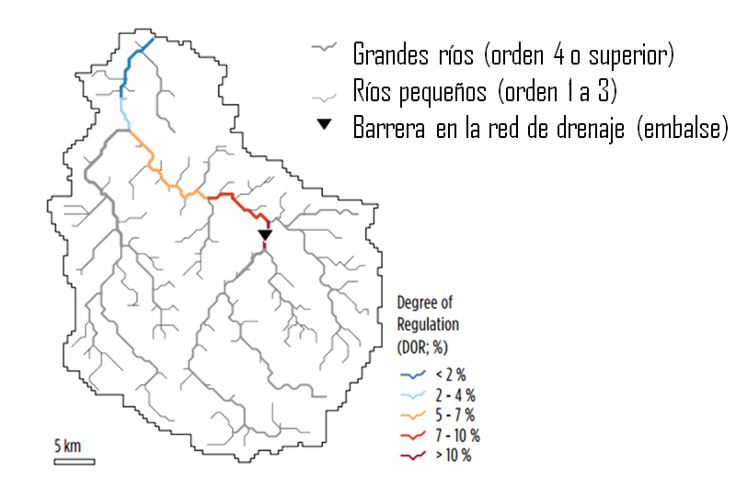 Grandes ríos (orden 4 o superior)
Ríos pequeños (orden 1 a 3)
Barrera en la red de drenaje (embalse)
Degree of
Regulation
(DOR; %)
< 2 %
2 - 4 %
5 - 7 %
7 - 10 %
> 10 %
5 km